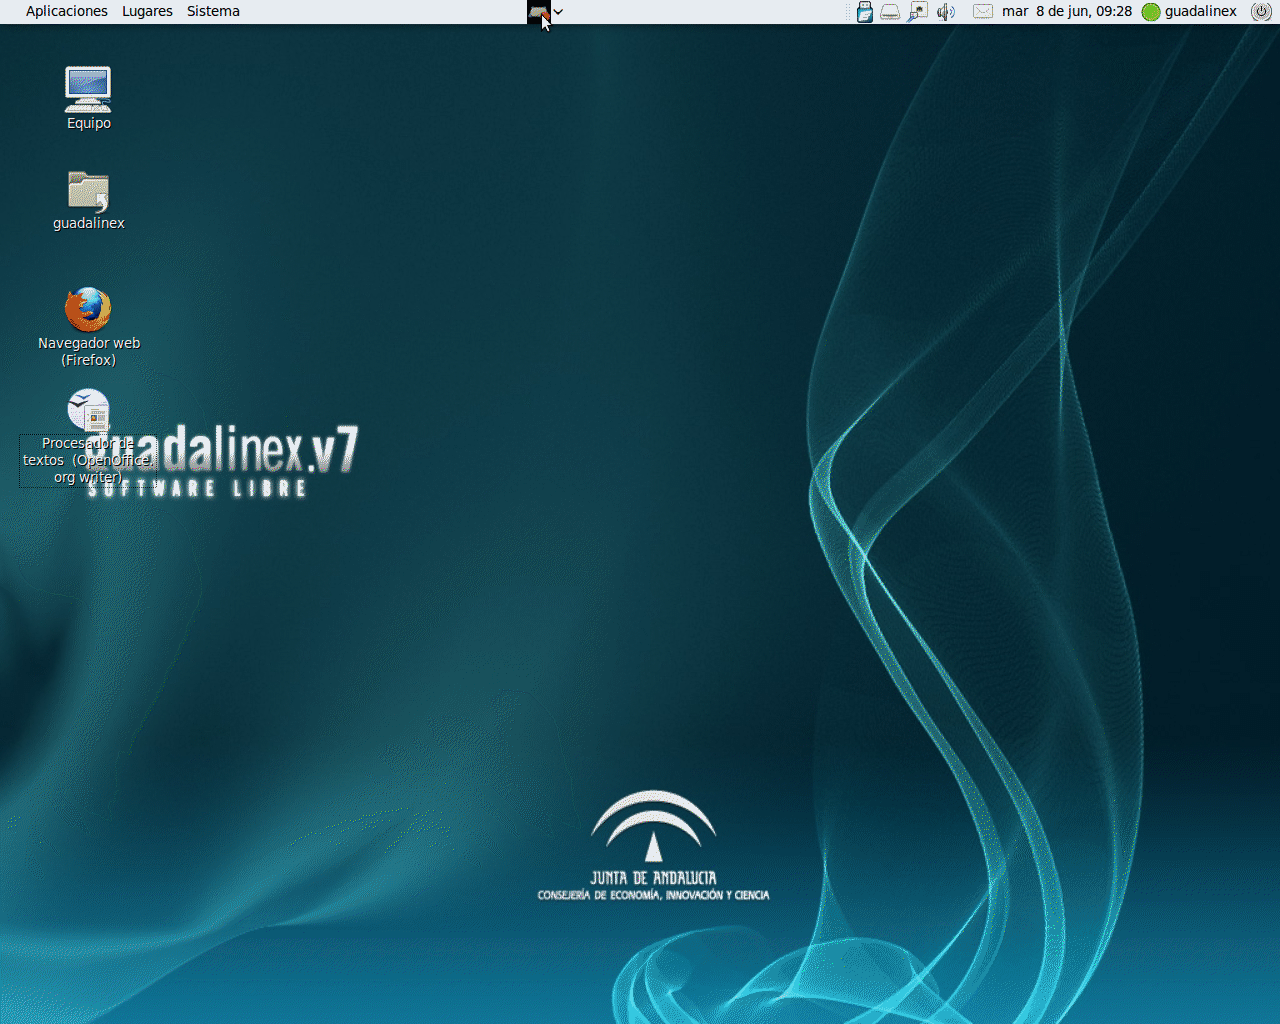 Aplicaciones Lugares Sistema
mar 8 de jun, 09:28 guadalinex
Equipo
guadalinex
Navegador web
(Firefox)
Procesador de
textos (OpenOffice.
org writer)
guadalinex.v7
SOFTWARE LIBRE
JUNTA DE ANDALUCIA
CONSEJERÍA DE ECONOMÍA, INNOVACIÓN Y CIENCIA